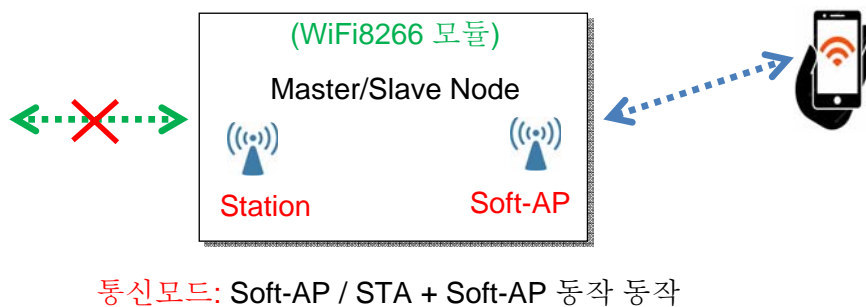 (WiFi8266 모듈)
Master/Slave Node
Station
Soft-AP
통신모드: Soft-AP / STA + Soft-AP 동작 동작